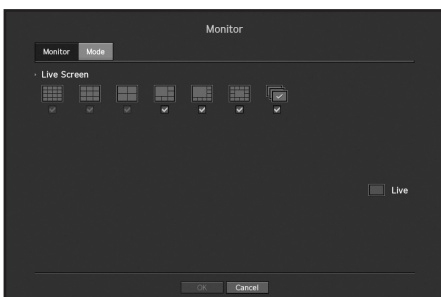 Monitor
Monitor Mode
· Live Screen
Live
OK Cancel